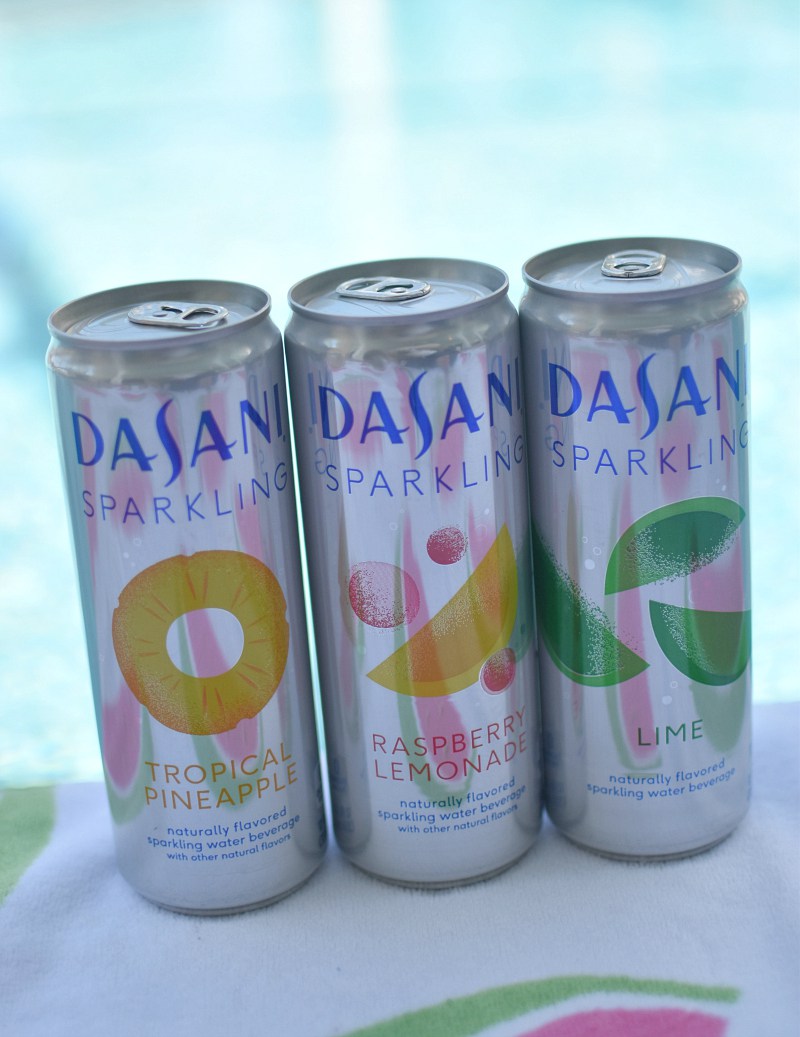 DASANI
SPARKLING
TROPICAL
PINEAPPLE
naturally flavored
sparkling water beverage
with other natural flavors
DASANI
SPARKLING
RASPBERRY
LEMONADE
naturally flavored
sparkling water beverage
with other natural flavors
DASANI
SPARKLING
LIME
naturally flavored
sparkling water beverage